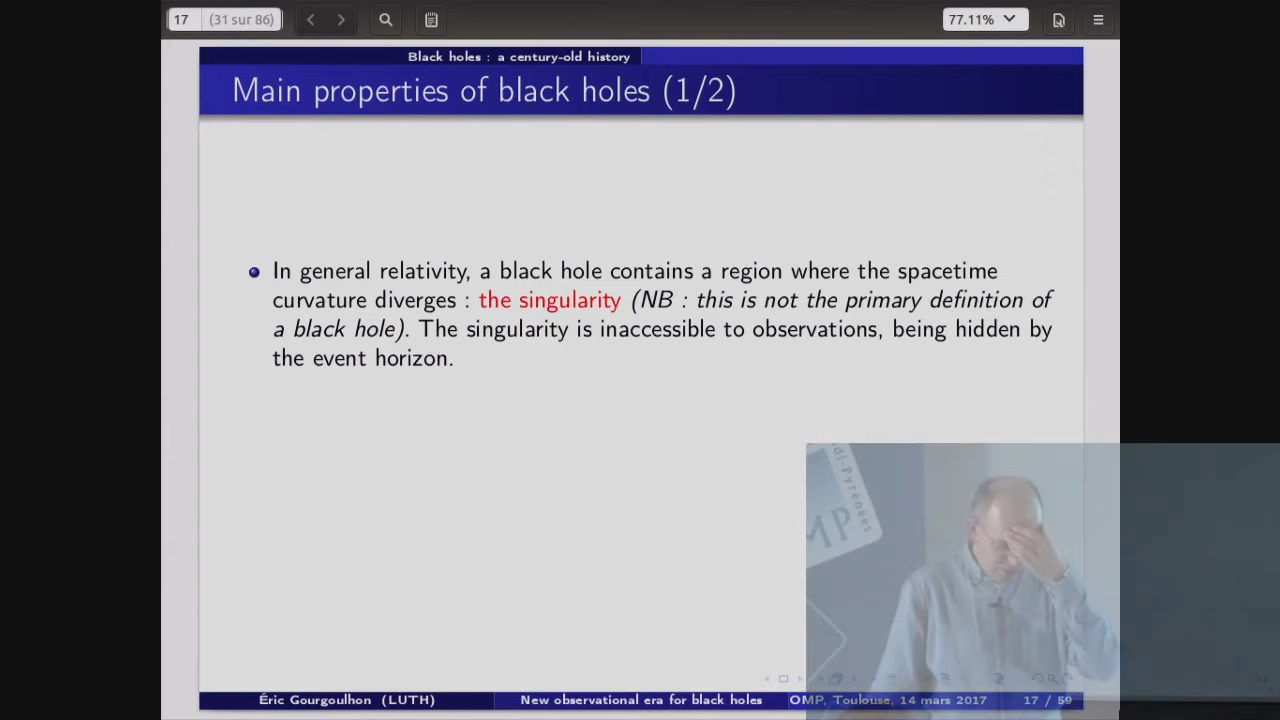 17 (31 sur 86)
77.11%
Black holes : a century-old history
Main properties of black holes (1/2)
In general relativity, a black hole contains a region where the spacetime
curvature diverges : the singularity (NB : this is not the primary definition of
a black hole). The singularity is inaccessible to observations, being hidden by
the event horizon.
idi-Pyrénées
MP
Éric Gourgoulhon (LUTH) New observational era for black holes OMP, Toulouse, 14 mars 2017 17 / 59